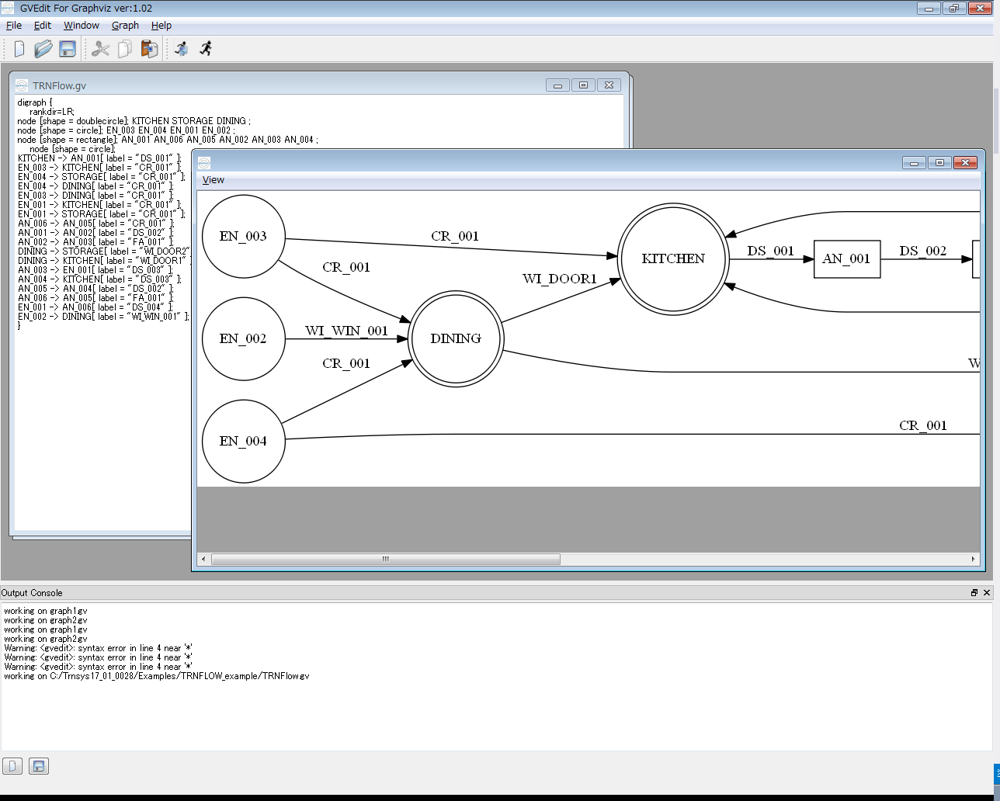 GVEdit For Graphviz ver:1.02
File Edit Window Graph Help
TRNFlow.gv
digraph {
rankdir=LR;
node [shape = doublecircle]; KITCHEN STORAGE DINING ;
node [shape = circle]; EN_003 EN_004 EN_001 EN_002 ;
node [shape = rectangle]; AN_001 AN_006 AN_005 AN_002 AN_003 AN_004 ;
node [shape = circle];
KITCHEN -> AN_001[ label = "DS_001" ];
EN_003 -> KITCHEN[ label = "CR_001" ];
EN_004 -> STORAGE[ label = "CR_001" ];
EN_004 -> DINING[ label = "CR_001" ];
EN_003 -> DINING[ label = "CR_001" ];
EN_001 -> KITCHEN[ label = "CR_001" ];
EN_001 -> STORAGE[ label = "CR_001" ];
AN_006 -> AN_005[ label = "CR_001" ];
AN_001 -> AN_002[ label = "DS_002" ];
AN_002 -> AN_003[ label = "FA_001" ];
DINING -> STORAGE[ label = "WI_DOOR2"
DINING -> KITCHEN[ label = "WI_DOOR1"
AN_003 -> EN_001[ label = "DS_003" ];
AN_004 -> KITCHEN[ label = "DS_003" ];
AN_005 -> AN_004[ label = "DS_002" ];
AN_006 -> AN_005[ label = "FA_001" ];
EN_001 -> AN_006[ label = "DS_004" ];
EN_002 -> DINING[ label = "WI_WIN_001" ];
}
View
EN_003
CR_001
KITCHEN
DS_001
AN_001
DS_002
CR_001
WI_DOOR1
EN_002
WI_WIN_001
DINING
CR_001
W
EN_004
CR_001
Output Console
working on graph1.gv
working on graph2.gv
working on graph1.gv
working on graph2.gv
Warning: <gvedit>: syntax error in line 4 near '*'
Warning: <gvedit>: syntax error in line 4 near '*'
Warning: <gvedit>: syntax error in line 4 near '*'
working on C:/Trnsys17_01_0028/Examples/TRNFLOW_example/TRNFlow.gv